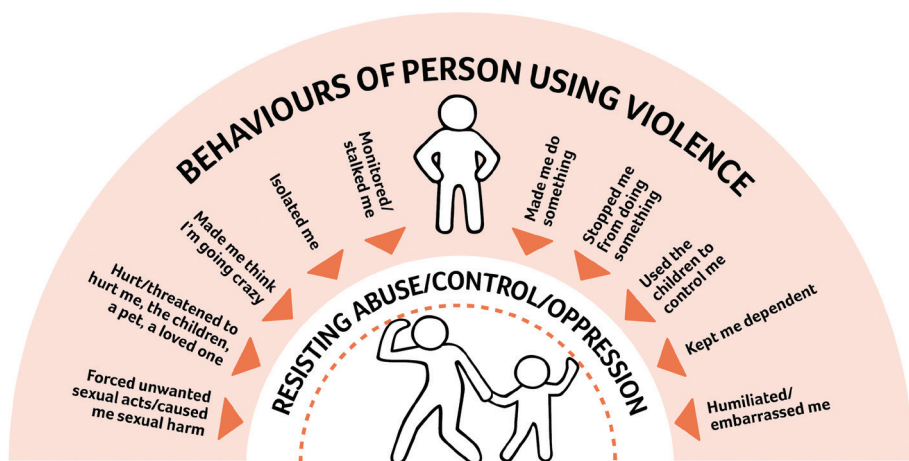 BEHAVIOURS OF PERSON USING VIOLENCE
Forced unwanted
sexual acts/caused
me sexual harm
Hurt/threatened to
hurt me, the children,
a pet, a loved one
Made me think
I'm going crazy
Isolated me
Monitored/
stalked me
Made me do
something
Stopped me
from doing
something
Used the
children to
control me
Kept me dependent
Humiliated/
embarrassed me
RESISTING ABUSE/CONTROL/OPPRESSION